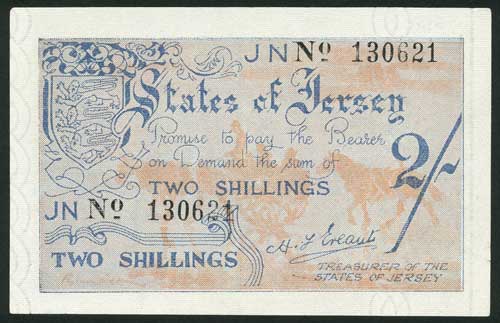 JN Nº 130621
States of Jersey
Promise to pay the Bearer
on Demand the sum of
TWO SHILLINGS
2/-
JN Nº 130621
H. F. Ereaut
TWO SHILLINGS
TREASURER OF THE
STATES OF JERSEY